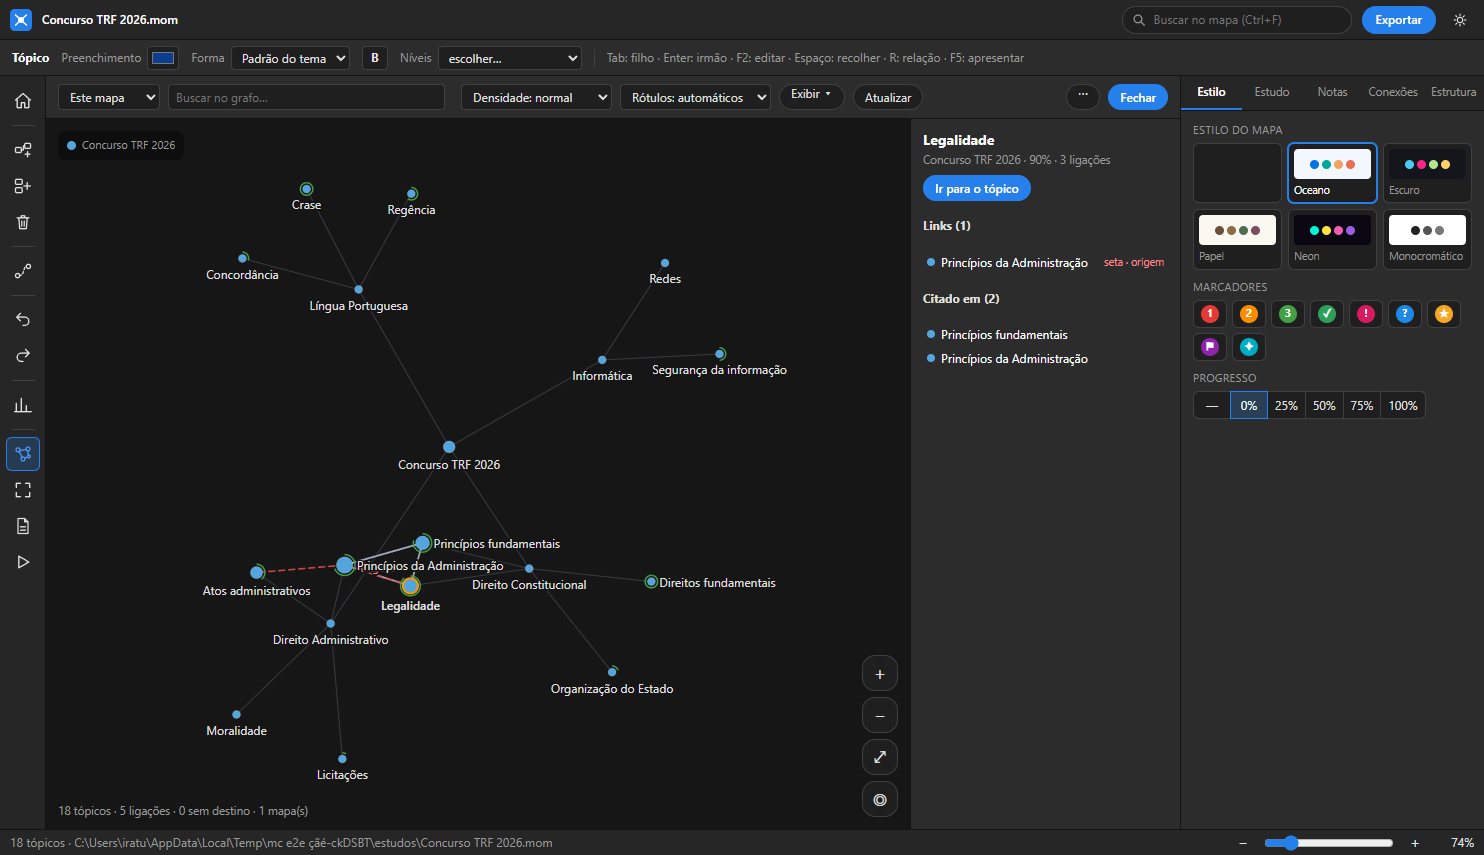 Concurso TRF 2026.mom
Buscar no mapa (Ctrl+F)
Exportar
Tópico
Preenchimento
Forma
Padrão do tema
B
Níveis
escolher...
Tab: filho · Enter: irmão · F2: editar · Espaço: recolher · R: relação · F5: apresentar
Este mapa
Buscar no grafo...
Densidade: normal
Rótulos: automáticos
Exibir
Atualizar
...
Fechar
Concurso TRF 2026
Crase
Regência
Concordância
Língua Portuguesa
Redes
Informática
Segurança da informação
Concurso TRF 2026
Princípios fundamentais
Princípios da Administração
Atos administrativos
Legalidade
Direito Constitucional
Direitos fundamentais
Direito Administrativo
Organização do Estado
Moralidade
Licitações
18 tópicos · 5 ligações · 0 sem destino · 1 mapa(s)
+
−
Legalidade
Concurso TRF 2026 · 90% · 3 ligações
Ir para o tópico
Links (1)
Princípios da Administração
seta · origem
Citado em (2)
Princípios fundamentais
Princípios da Administração
Estilo
Estudo
Notas
Conexões
Estrutura
ESTILO DO MAPA
Oceano
Escuro
Papel
Neon
Monocromático
MARCADORES
1
2
3
!
?
PROGRESSO
—
0%
25%
50%
75%
100%
18 tópicos · C:\Users\iratu\AppData\Local\Temp\mc e2e çãé-ckDSBT\estudos\Concurso TRF 2026.mom
−
+
74%